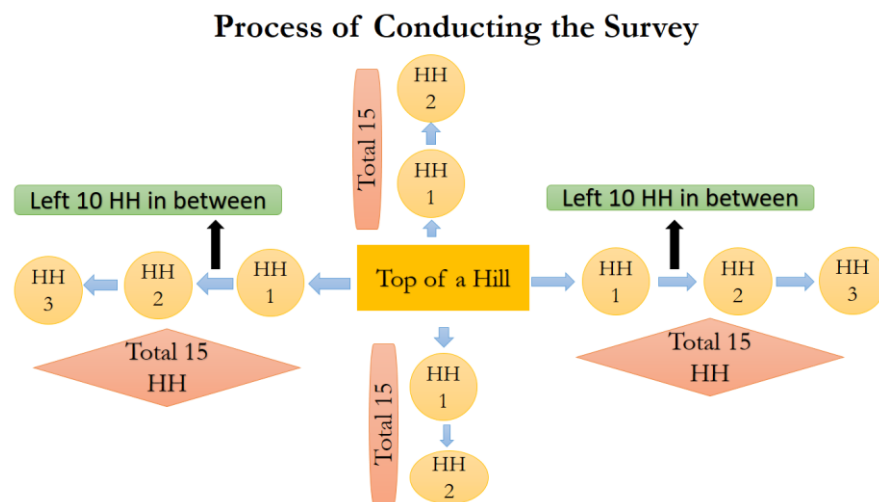 Process of Conducting the Survey
HH
2
Total 15
HH
1
Left 10 HH in between
Left 10 HH in between
HH
3
HH
2
HH
1
Top of a Hill
HH
1
HH
2
HH
3
Total 15
HH
Total 15
HH
1
HH
2
Total 15
HH